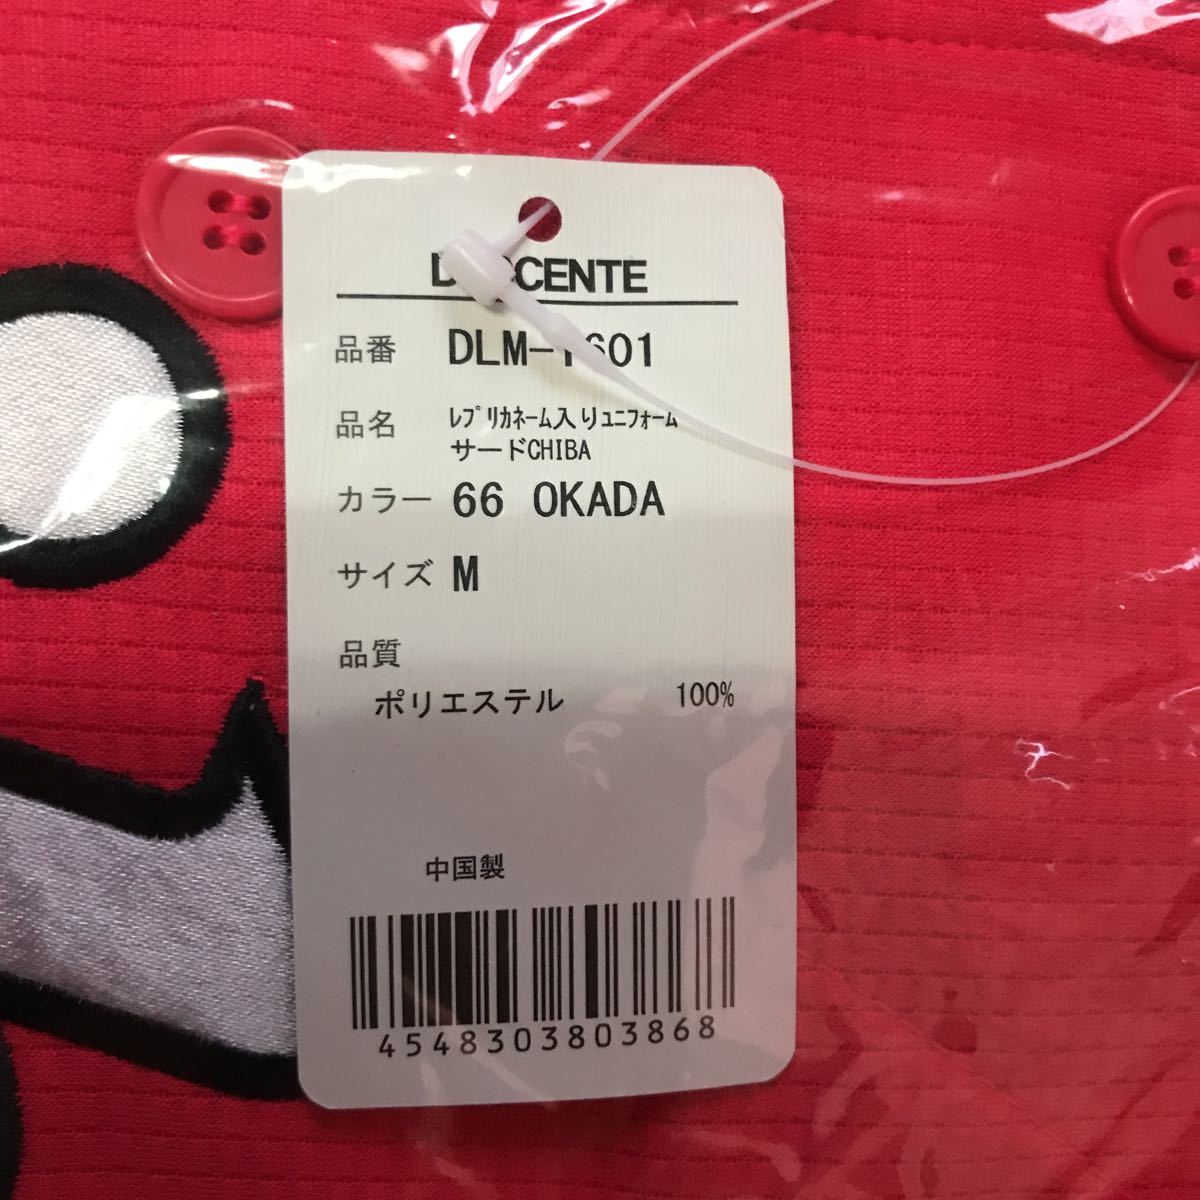 品番 DLM-
品名 ﾚﾌﾟﾘｶﾈｰﾑ入りﾕﾆﾌｫｰﾑ
サードCHIBA
カラー 66 OKADA
サイズ M
品質
ポリエステル 100%
中国製
4548303803868